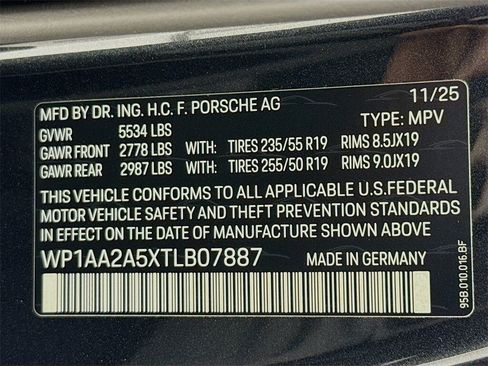 11/25
MFD BY DR. ING. H.C. F. PORSCHE AG
GVWR 5534 LBS TYPE: MPV
GAWR FRONT 2778 LBS WITH: TIRES 235/55 R19 RIMS 8.5JX19
GAWR REAR 2987 LBS WITH: TIRES 255/50 R19 RIMS 9.0JX19
THIS VEHICLE CONFORMS TO ALL APPLICABLE U.S.FEDERAL
MOTOR VEHICLE SAFETY AND THEFT PREVENTION STANDARDS
IN EFFECT ON THE DATE OF MANUFACTURE SHOWN ABOVE
WP1AA2A5XTLB07887 MADE IN GERMANY
95B.010.016.BF